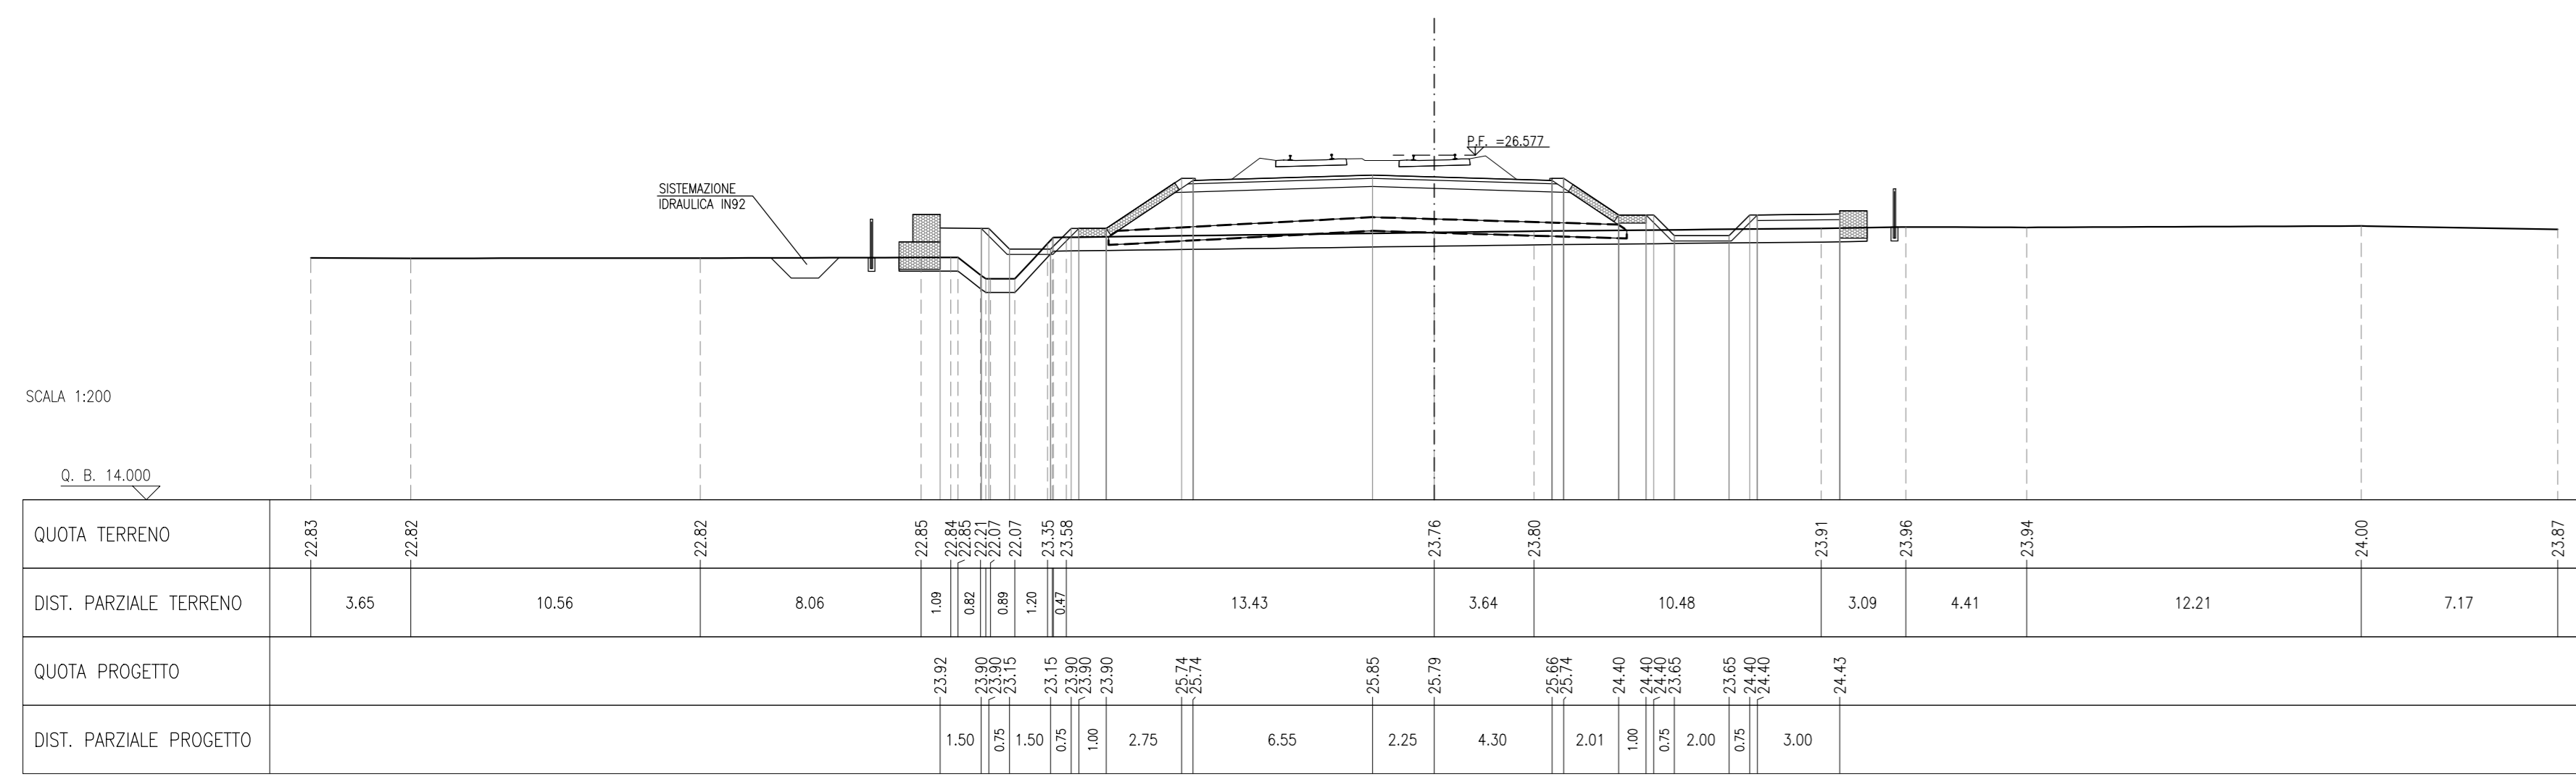 P.F. =26.577
SISTEMAZIONE
IDRAULICA IN92
SCALA 1:200
Q. B. 14.000
QUOTA TERRENO 22.83 22.82 22.82 22.85 22.84 22.85 22.21 22.07 22.07 23.35 23.58 23.76 23.80 23.91 23.96 23.94 24.00 23.87
DIST. PARZIALE TERRENO 3.65 10.56 8.06 1.09 0.82 0.89 1.20 0.47 13.43 3.64 10.48 3.09 4.41 12.21 7.17
QUOTA PROGETTO 23.92 23.90 23.90 23.15 23.15 23.90 23.90 23.90 25.74 25.74 25.85 25.79 25.66 25.74 24.40 24.40 24.40 23.65 23.65 24.40 24.40 24.43
DIST. PARZIALE PROGETTO 1.50 0.75 1.50 0.75 1.00 2.75 6.55 2.25 4.30 2.01 1.00 0.75 2.00 0.75 3.00